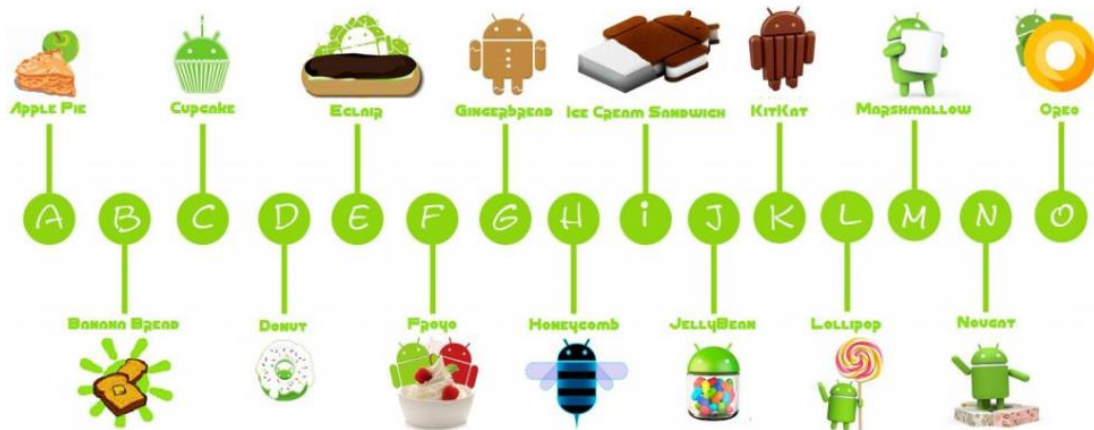 Apple Pie
Cupcake
Eclair
Gingerbread
Ice Cream Sandwich
KitKat
Marshmallow
Oreo
A
B
C
D
E
F
G
H
i
J
K
L
M
N
O
Banana Bread
Donut
Froyo
Honeycomb
JellyBean
Lollipop
Nougat